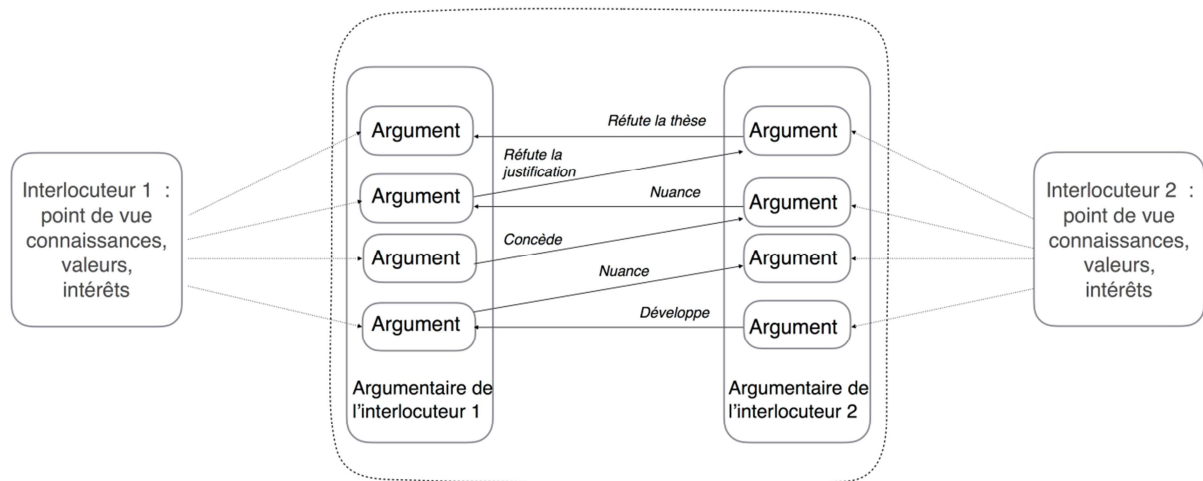 Interlocuteur 1  :
point de vue
connaissances,
valeurs,
intérêts
Argument
Argument
Argument
Argument
Argumentaire de
l’interlocuteur 1
Réfute la thèse
Réfute la
justification
Nuance
Concède
Nuance
Développe
Argument
Argument
Argument
Argument
Argumentaire de
l’interlocuteur 2
Interlocuteur 2  :
point de vue
connaissances,
valeurs,
intérêts